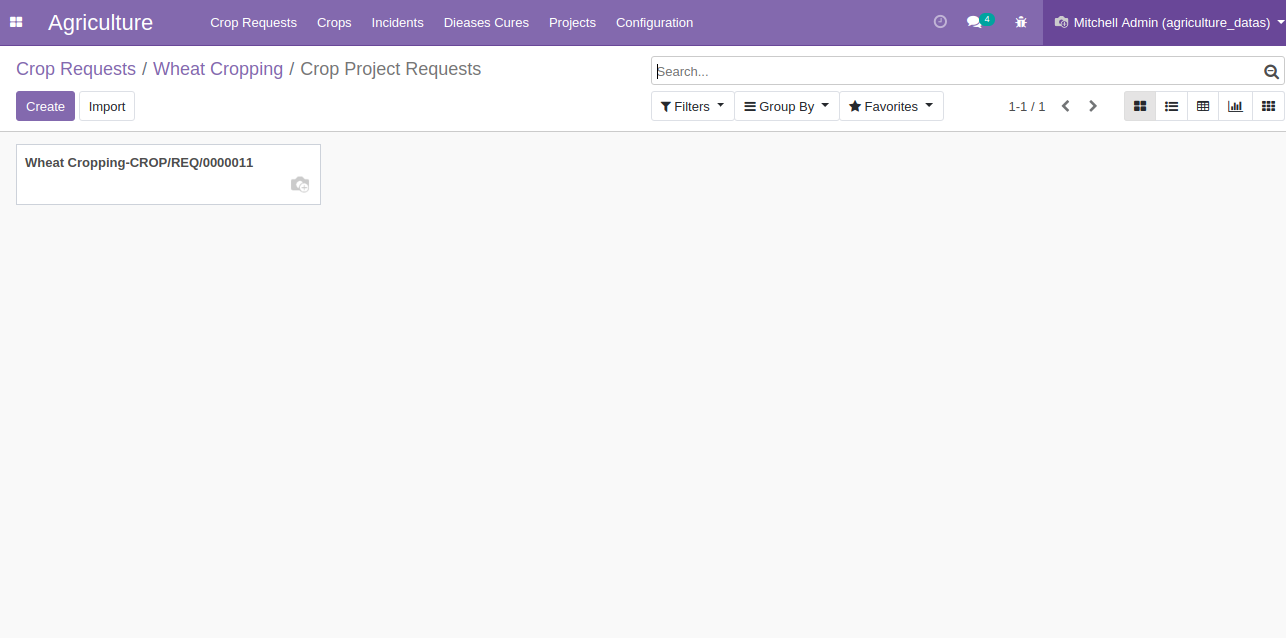 Agriculture Crop Requests Crops Incidents Dieases Cures Projects Configuration 4 Mitchell Admin (agriculture_datas)
Crop Requests / Wheat Cropping / Crop Project Requests Search...
Create Import Filters Group By Favorites 1-1 / 1
Wheat Cropping-CROP/REQ/0000011